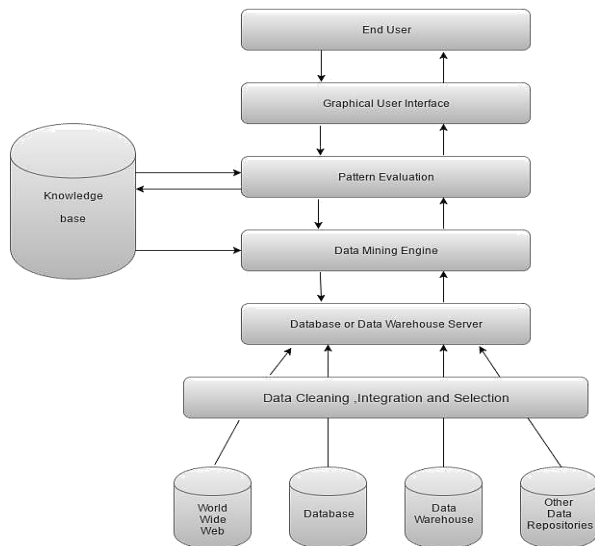 End User
Graphical User Interface
Pattern Evaluation
Knowledge
base
Data Mining Engine
Database or Data Warehouse Server
Data Cleaning ,Integration and Selection
World
Wide
Web
Database
Data
Warehouse
Other
Data
Repositories